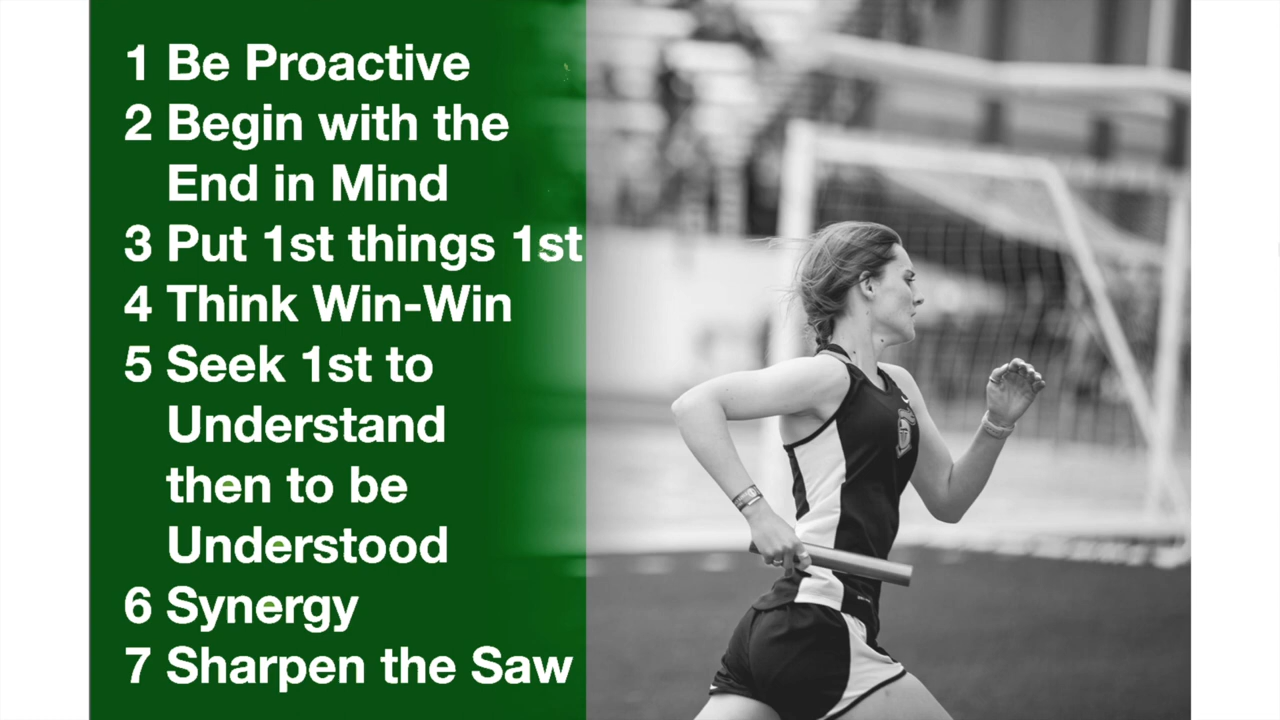 1 Be Proactive
2 Begin with the
End in Mind
3 Put 1st things 1st
4 Think Win-Win
5 Seek 1st to
Understand
then to be
Understood
6 Synergy
7 Sharpen the Saw